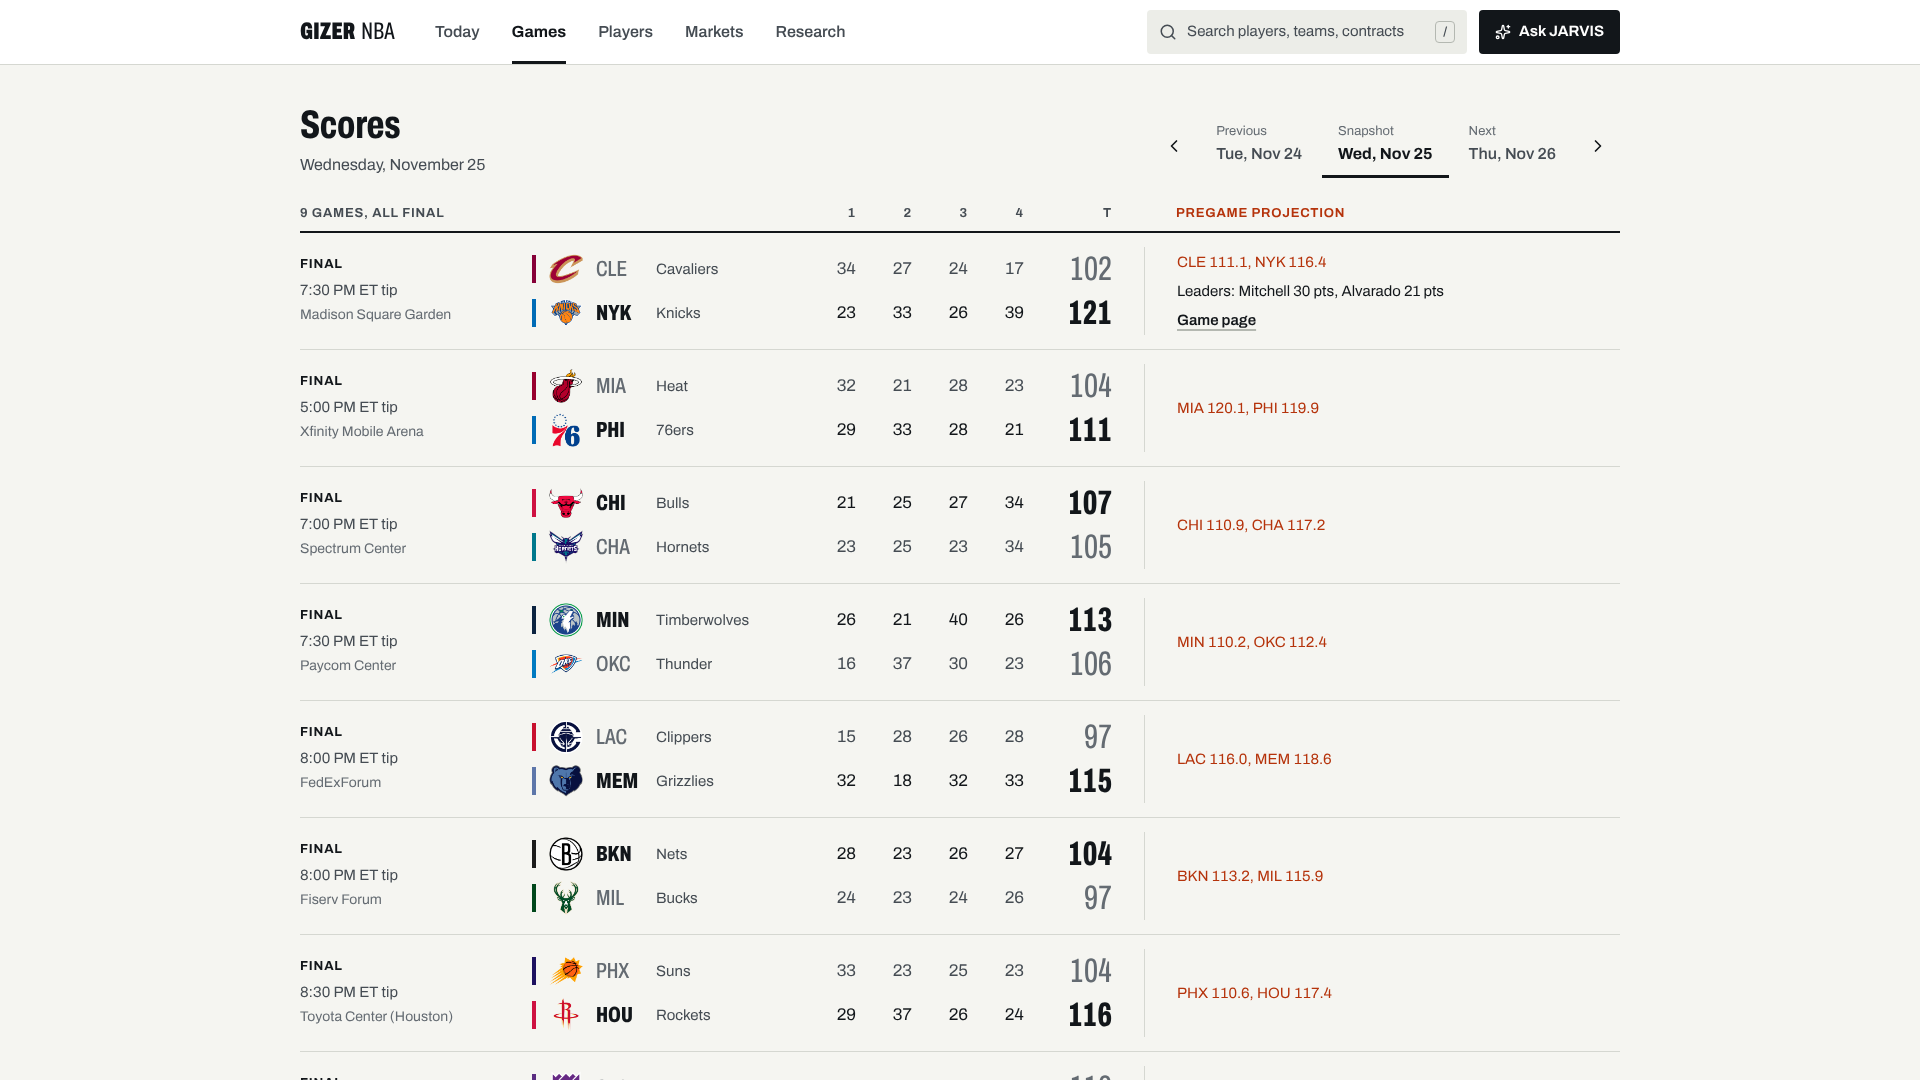 GIZER NBA Today Games Players Markets Research Search players, teams, contracts / Ask JARVIS
Scores
Wednesday, November 25
Previous Snapshot Next
Tue, Nov 24 Wed, Nov 25 Thu, Nov 26
9 GAMES, ALL FINAL 1 2 3 4 T PREGAME PROJECTION
FINAL
7:30 PM ET tip
Madison Square Garden
CLE Cavaliers 34 27 24 17 102
NYK Knicks 23 33 26 39 121
CLE 111.1, NYK 116.4
Leaders: Mitchell 30 pts, Alvarado 21 pts
Game page
FINAL
5:00 PM ET tip
Xfinity Mobile Arena
MIA Heat 32 21 28 23 104
PHI 76ers 29 33 28 21 111
MIA 120.1, PHI 119.9
FINAL
7:00 PM ET tip
Spectrum Center
CHI Bulls 21 25 27 34 107
CHA Hornets 23 25 23 34 105
CHI 110.9, CHA 117.2
FINAL
7:30 PM ET tip
Paycom Center
MIN Timberwolves 26 21 40 26 113
OKC Thunder 16 37 30 23 106
MIN 110.2, OKC 112.4
FINAL
8:00 PM ET tip
FedExForum
LAC Clippers 15 28 26 28 97
MEM Grizzlies 32 18 32 33 115
LAC 116.0, MEM 118.6
FINAL
8:00 PM ET tip
Fiserv Forum
BKN Nets 28 23 26 27 104
MIL Bucks 24 23 24 26 97
BKN 113.2, MIL 115.9
FINAL
8:30 PM ET tip
Toyota Center (Houston)
PHX Suns 33 23 25 23 104
HOU Rockets 29 37 26 24 116
PHX 110.6, HOU 117.4